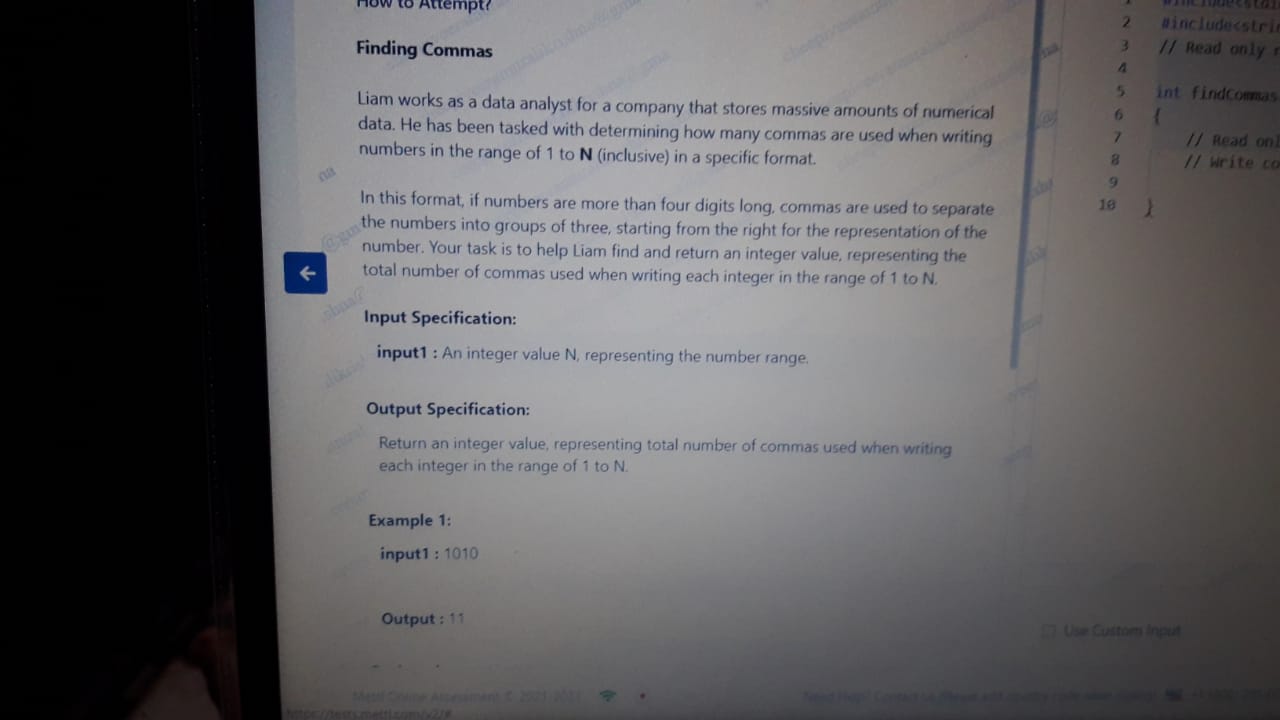 How to Attempt?
Finding Commas
Liam works as a data analyst for a company that stores massive amounts of numerical
data. He has been tasked with determining how many commas are used when writing
numbers in the range of 1 to N (inclusive) in a specific format.
In this format, if numbers are more than four digits long, commas are used to separate
the numbers into groups of three, starting from the right for the representation of the
number. Your task is to help Liam find and return an integer value, representing the
total number of commas used when writing each integer in the range of 1 to N.
Input Specification:
input1 : An integer value N, representing the number range.
Output Specification:
Return an integer value, representing total number of commas used when writing
each integer in the range of 1 to N.
Example 1:
input1 : 1010
Output : 11
Mettl Online Assessment © 2021-2031
Need Help? Contact us
https://tests.mettl.com/v2/#
1 #include<stdi
2 #include<stri
3 // Read only r
4
5 int findCommas
6 {
7 // Read onl
8 // Write co
9
10 }
Use Custom Input